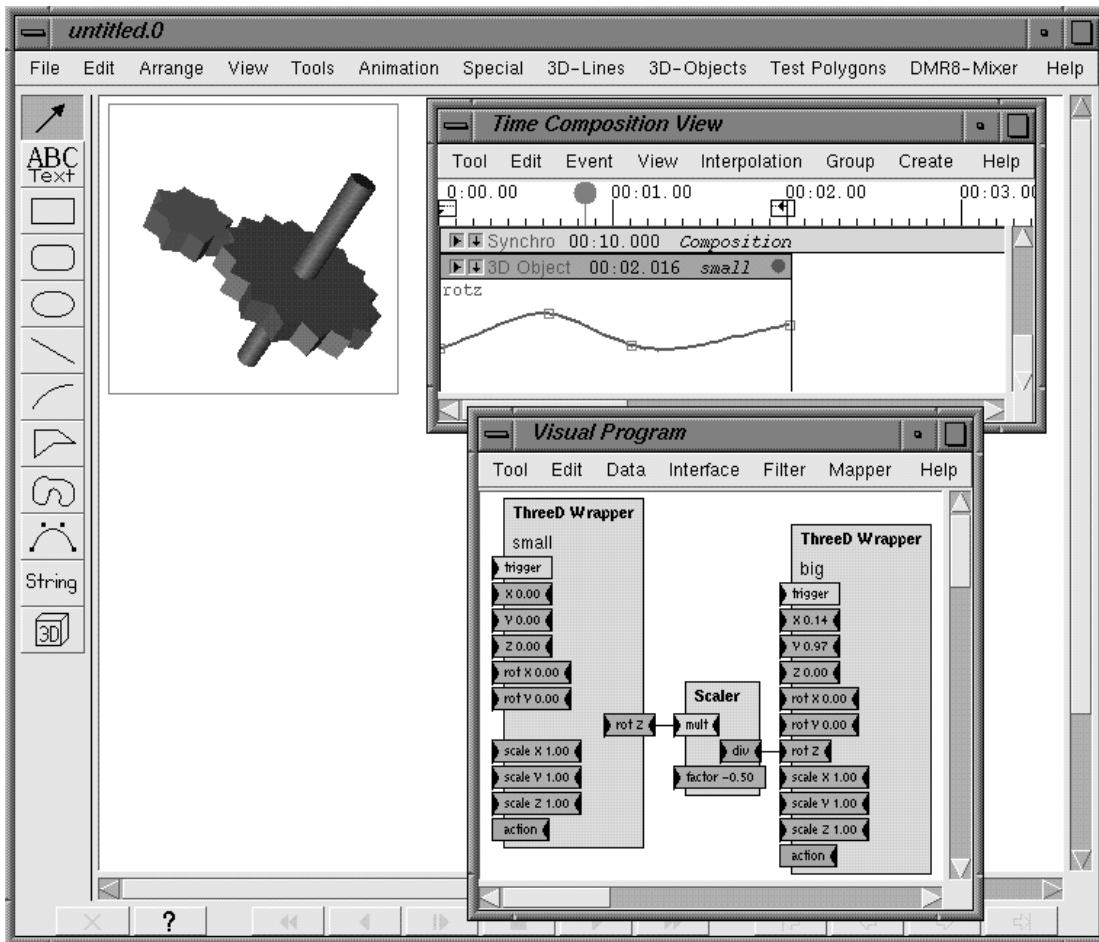 untitled.0
File Edit Arrange View Tools Animation Special 3D-Lines 3D-Objects Test Polygons DMR8-Mixer Help
ABC
Text
String
3D
Time Composition View
Tool Edit Event View Interpolation Group Create Help
0:00.00 00:01.00 00:02.00 00:03.00
Synchro 00:10.000 Composition
3D Object 00:02.016 small
rotz
Visual Program
Tool Edit Data Interface Filter Mapper Help
ThreeD Wrapper
small
trigger
X 0.00
Y 0.00
Z 0.00
rot X 0.00
rot Y 0.00
rot Z
scale X 1.00
scale Y 1.00
scale Z 1.00
action
Scaler
mult
div
factor -0.50
ThreeD Wrapper
big
trigger
X 0.14
Y 0.97
Z 0.00
rot X 0.00
rot Y 0.00
rot Z
scale X 1.00
scale Y 1.00
scale Z 1.00
action
?